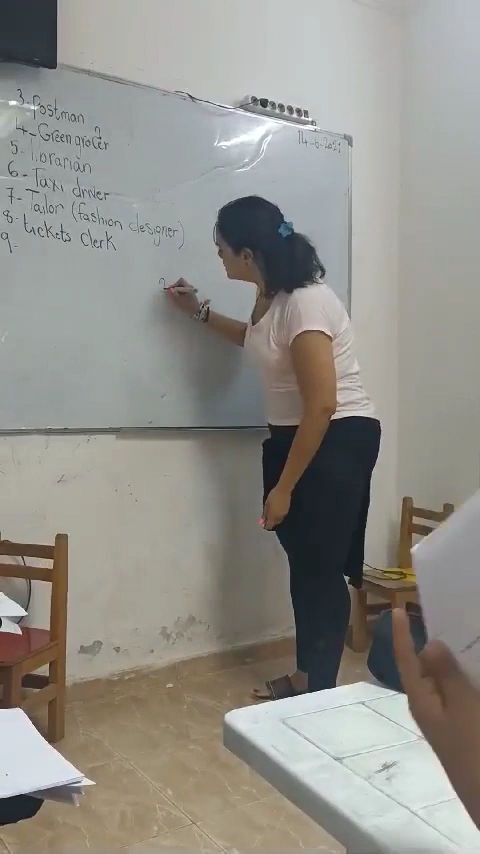 14-6-2021
3-Postman
4-Greengrocer
5-librarian
6-Taxi driver
7-Tailor (fashion designer)
8-tickets clerk
9-